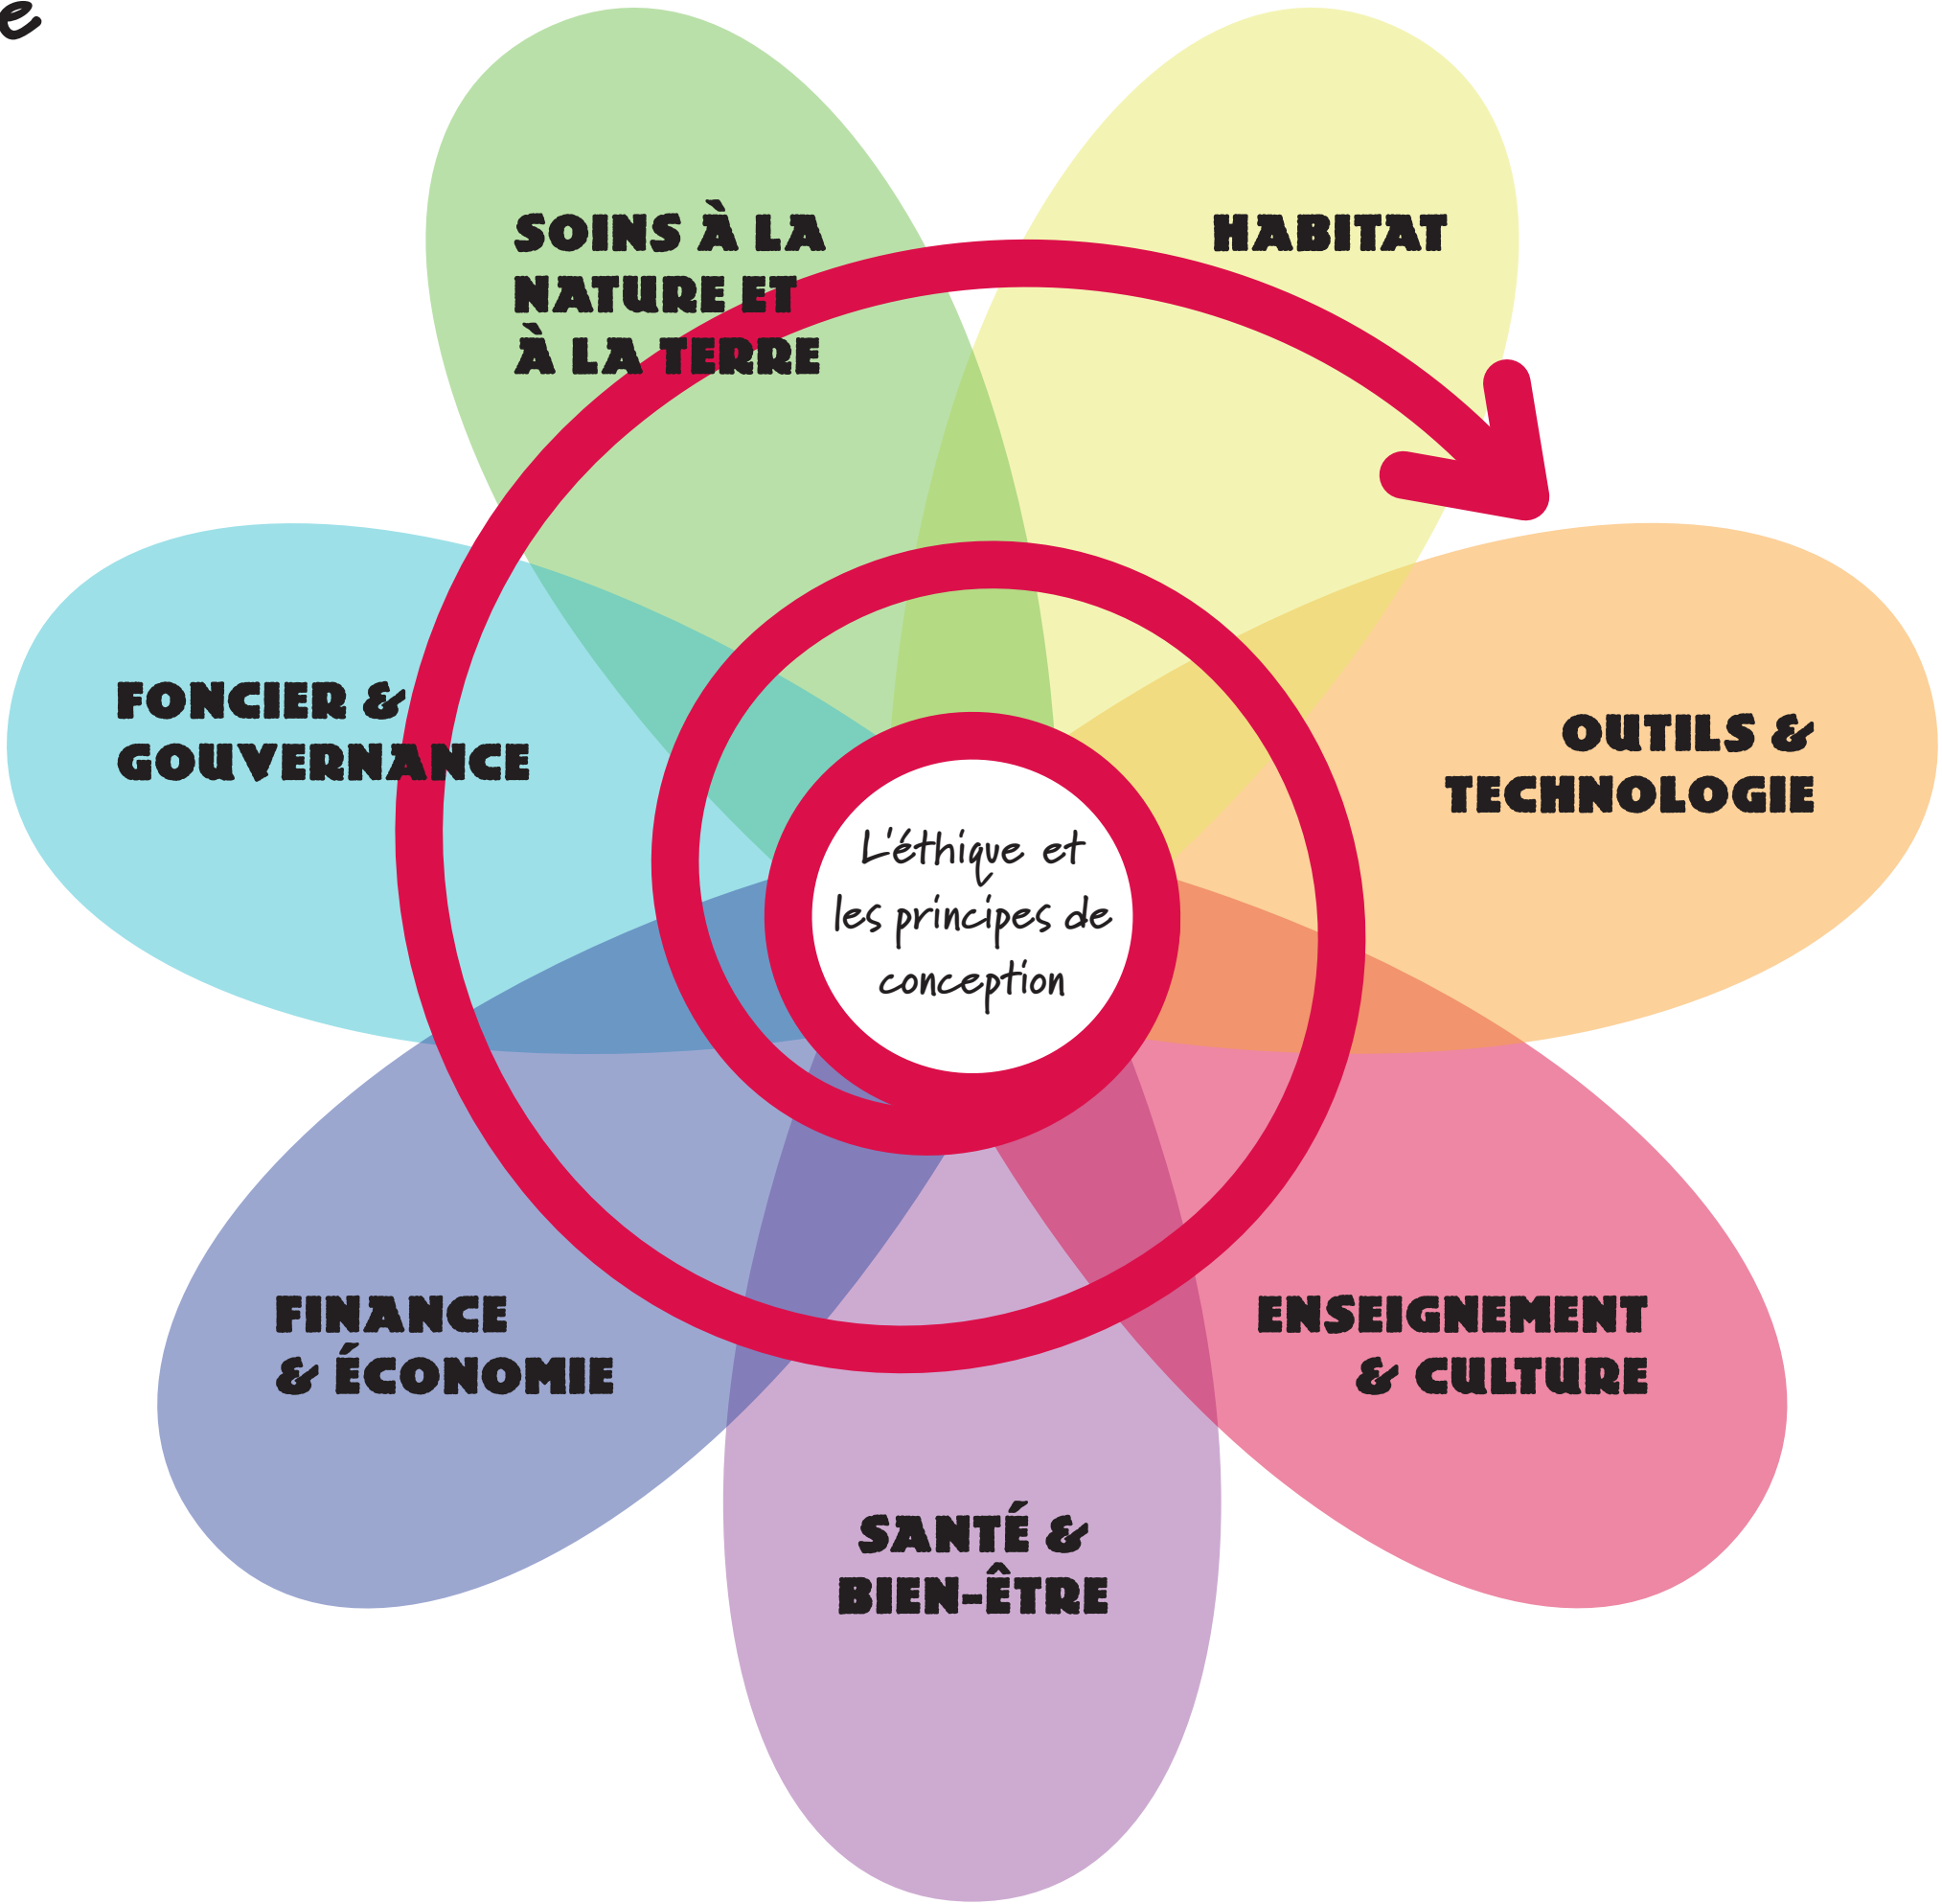 e
SOINS À LA
NATURE ET
À LA TERRE
HABITAT
FONCIER &
GOUVERNANCE
OUTILS &
TECHNOLOGIE
L'éthique et
les principes de
conception
FINANCE
& ÉCONOMIE
ENSEIGNEMENT
& CULTURE
SANTÉ &
BIEN-ÊTRE